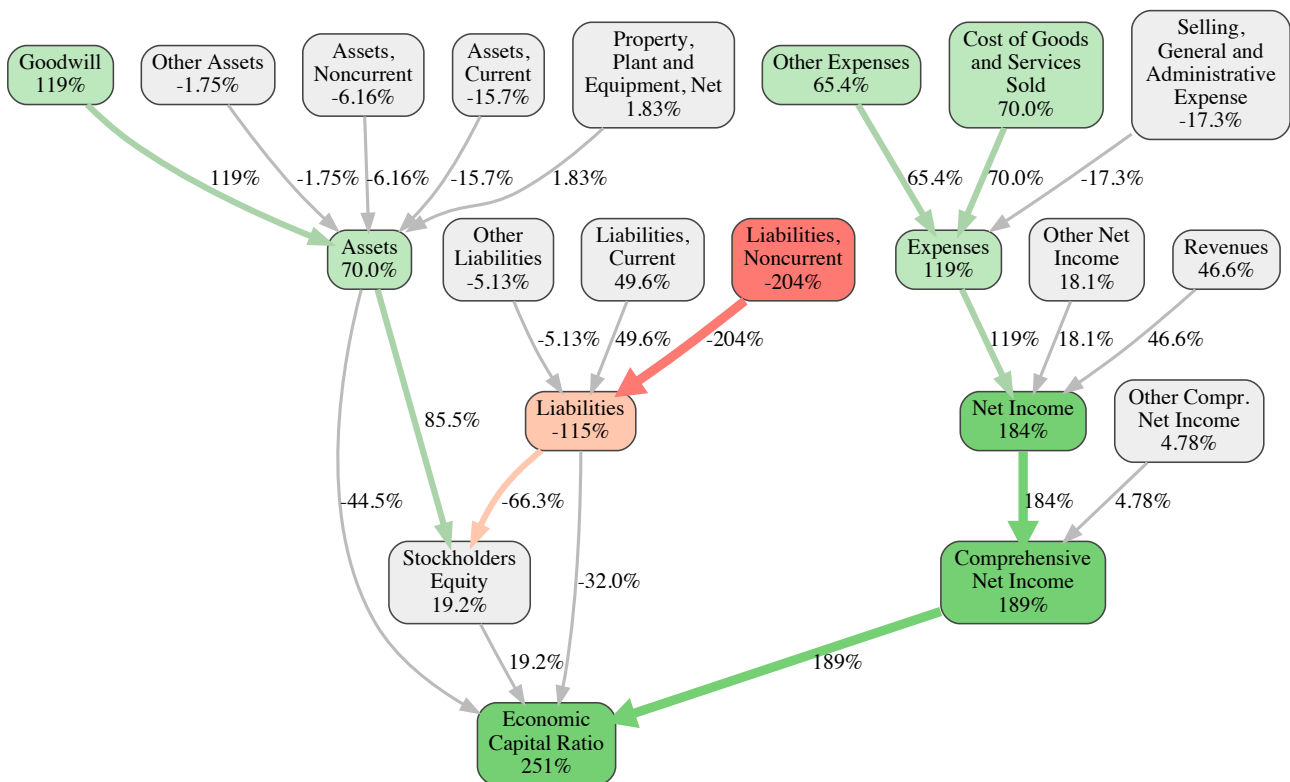 Goodwill
119%
Other Assets
-1.75%
Assets,
Noncurrent
-6.16%
Assets,
Current
-15.7%
Property,
Plant and
Equipment, Net
1.83%
Other Expenses
65.4%
Cost of Goods
and Services
Sold
70.0%
Selling,
General and
Administrative
Expense
-17.3%
119%
-1.75%
-6.16%
-15.7%
1.83%
65.4%
70.0%
-17.3%
Assets
70.0%
Other
Liabilities
-5.13%
Liabilities,
Current
49.6%
Liabilities,
Noncurrent
-204%
Expenses
119%
Other Net
Income
18.1%
Revenues
46.6%
-5.13%
49.6%
-204%
119%
18.1%
46.6%
85.5%
Liabilities
-115%
Net Income
184%
Other Compr.
Net Income
4.78%
-44.5%
-66.3%
184%
4.78%
Stockholders
Equity
19.2%
-32.0%
Comprehensive
Net Income
189%
19.2%
189%
Economic
Capital Ratio
251%